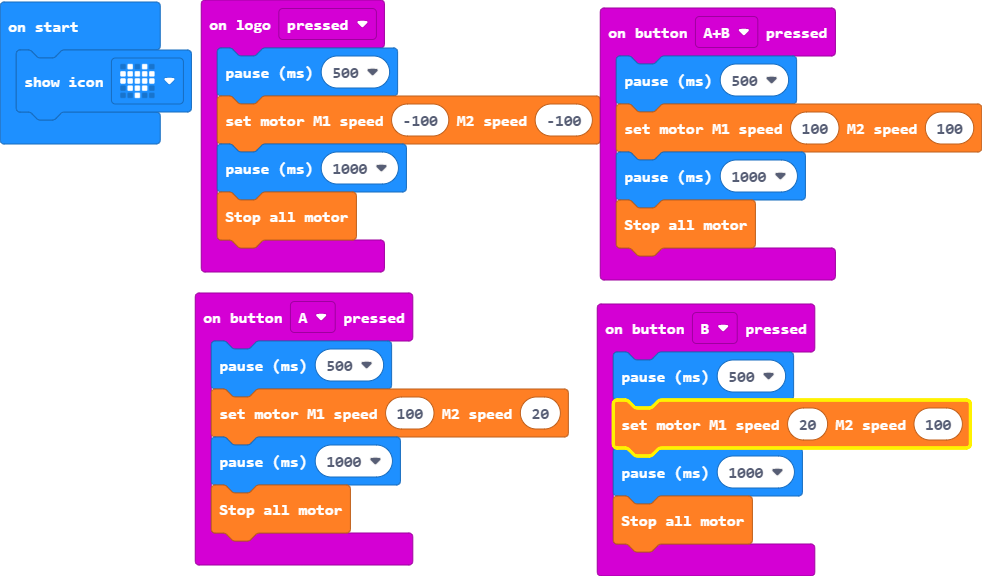 on start
show icon
on logo pressed
pause (ms) 500
set motor M1 speed -100 M2 speed -100
pause (ms) 1000
Stop all motor
on button A+B pressed
pause (ms) 500
set motor M1 speed 100 M2 speed 100
pause (ms) 1000
Stop all motor
on button A pressed
pause (ms) 500
set motor M1 speed 100 M2 speed 20
pause (ms) 1000
Stop all motor
on button B pressed
pause (ms) 500
set motor M1 speed 20 M2 speed 100
pause (ms) 1000
Stop all motor